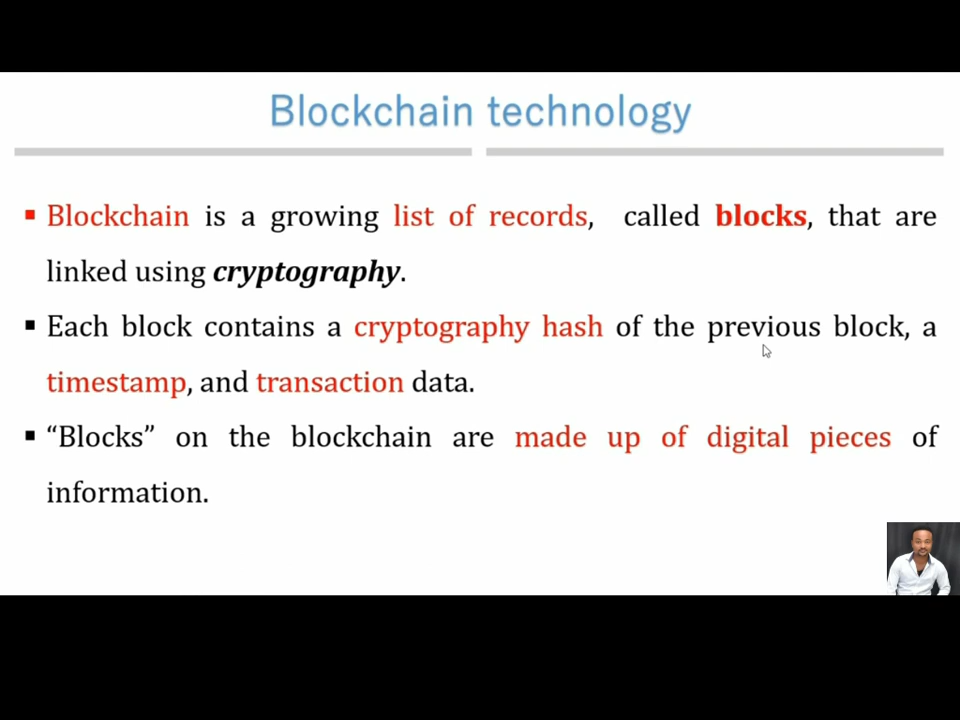 Blockchain technology
▪ Blockchain is a growing list of records, called blocks, that are
linked using cryptography.
▪ Each block contains a cryptography hash of the previous block, a
timestamp, and transaction data.
▪ “Blocks” on the blockchain are made up of digital pieces of
information.